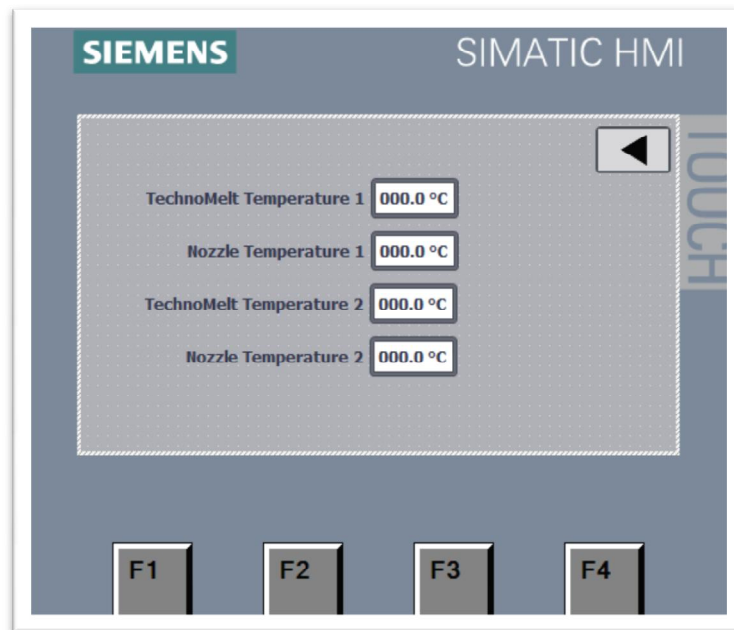 SIEMENS
SIMATIC HMI
TOUCH
TechnoMelt Temperature 1 000.0 °C
Nozzle Temperature 1 000.0 °C
TechnoMelt Temperature 2 000.0 °C
Nozzle Temperature 2 000.0 °C
F1 F2 F3 F4